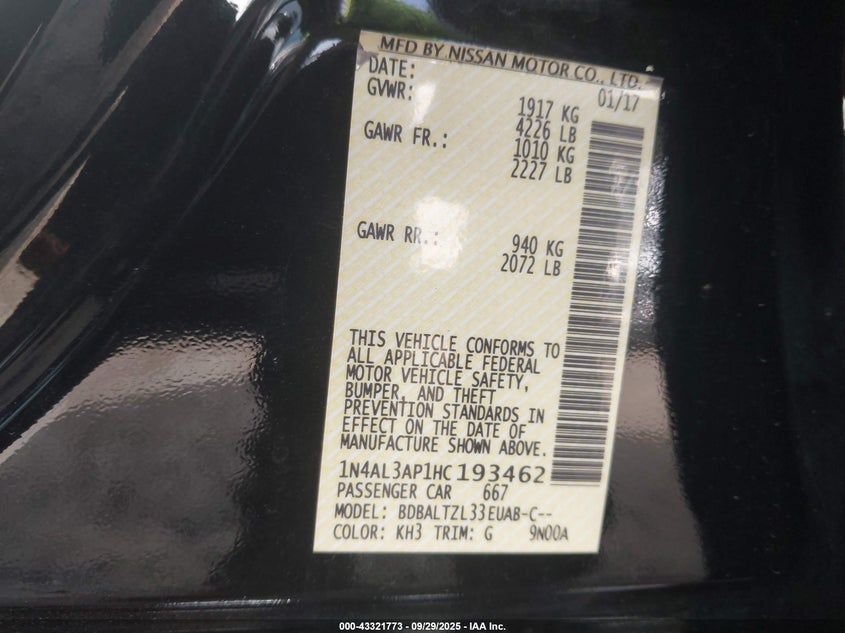 MFD BY NISSAN MOTOR CO., LTD.
DATE: 01/17
GVWR: 1917 KG
4226 LB
GAWR FR.: 1010 KG
2227 LB
GAWR RR.: 940 KG
2072 LB
THIS VEHICLE CONFORMS TO
ALL APPLICABLE FEDERAL
MOTOR VEHICLE SAFETY,
BUMPER, AND THEFT
PREVENTION STANDARDS IN
EFFECT ON THE DATE OF
MANUFACTURE SHOWN ABOVE.
1N4AL3AP1HC193462
PASSENGER CAR 667
MODEL: BDBALTZL33EUAB-C--
COLOR: KH3 TRIM: G 9N00A
000-43321773 - 09/29/2025 - IAA Inc.